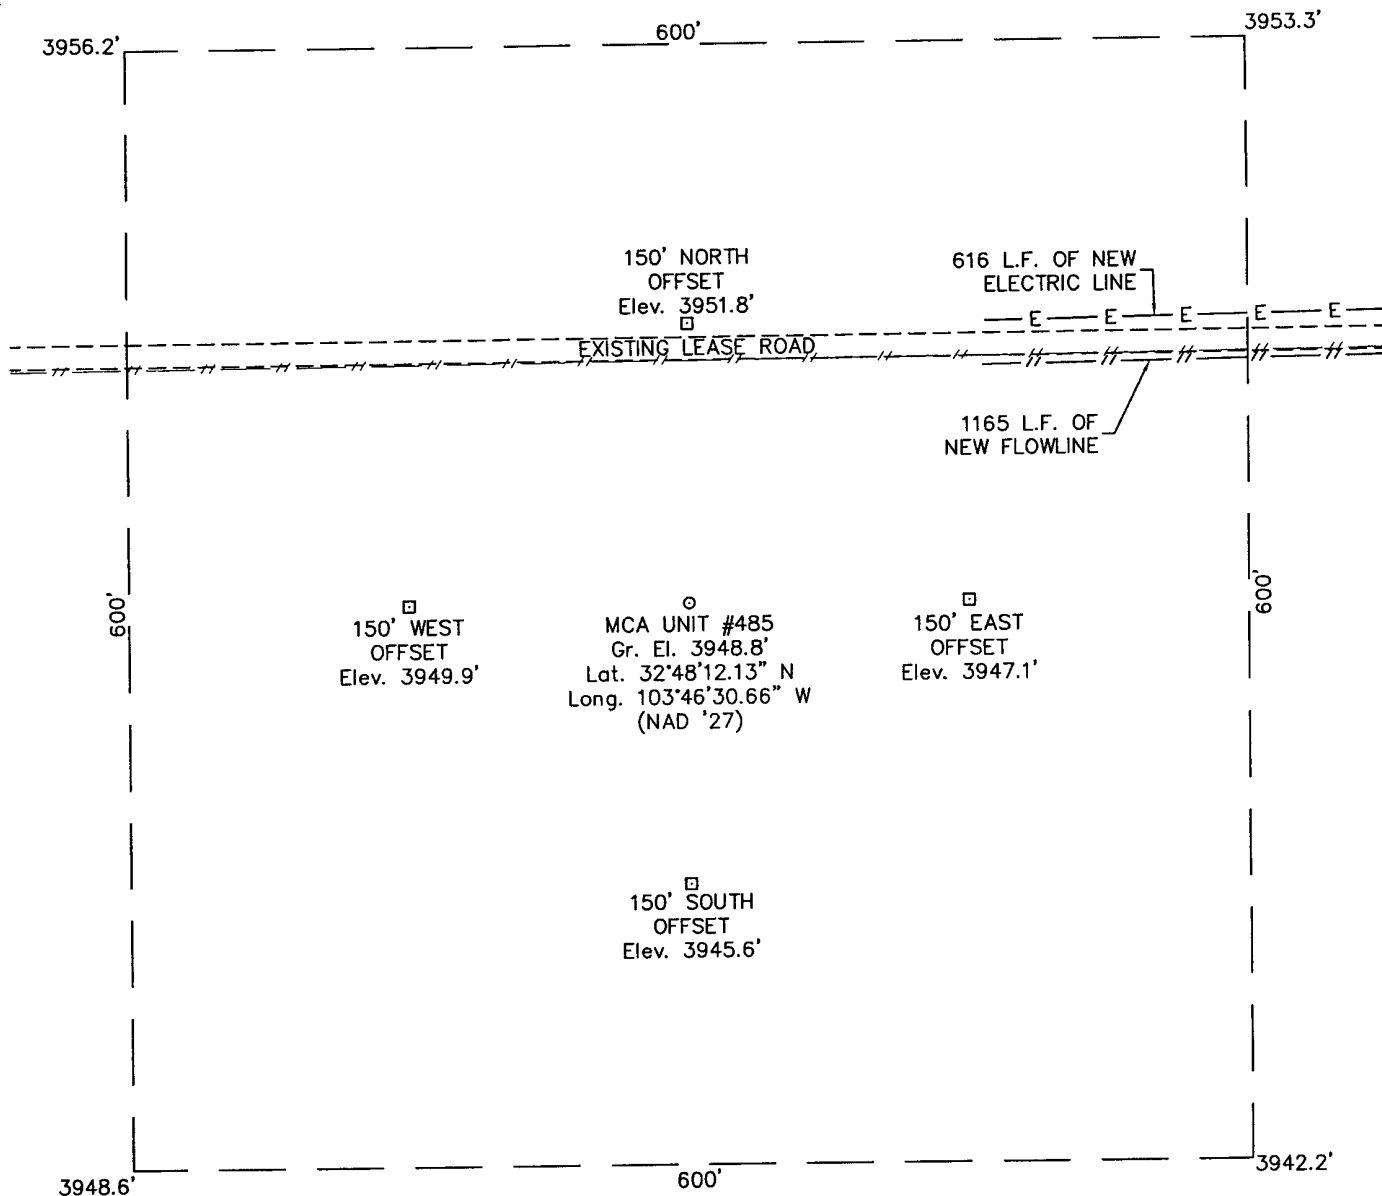 3956.2'
600'
3953.3'
150' NORTH
OFFSET
Elev. 3951.8'
616 L.F. OF NEW
ELECTRIC LINE
E E E E E
EXISTING LEASE ROAD
1165 L.F. OF
NEW FLOWLINE
600'
150' WEST
OFFSET
Elev. 3949.9'
MCA UNIT #485
Gr. El. 3948.8'
Lat. 32°48'12.13" N
Long. 103°46'30.66" W
(NAD '27)
150' EAST
OFFSET
Elev. 3947.1'
600'
150' SOUTH
OFFSET
Elev. 3945.6'
3948.6'
600'
3942.2'